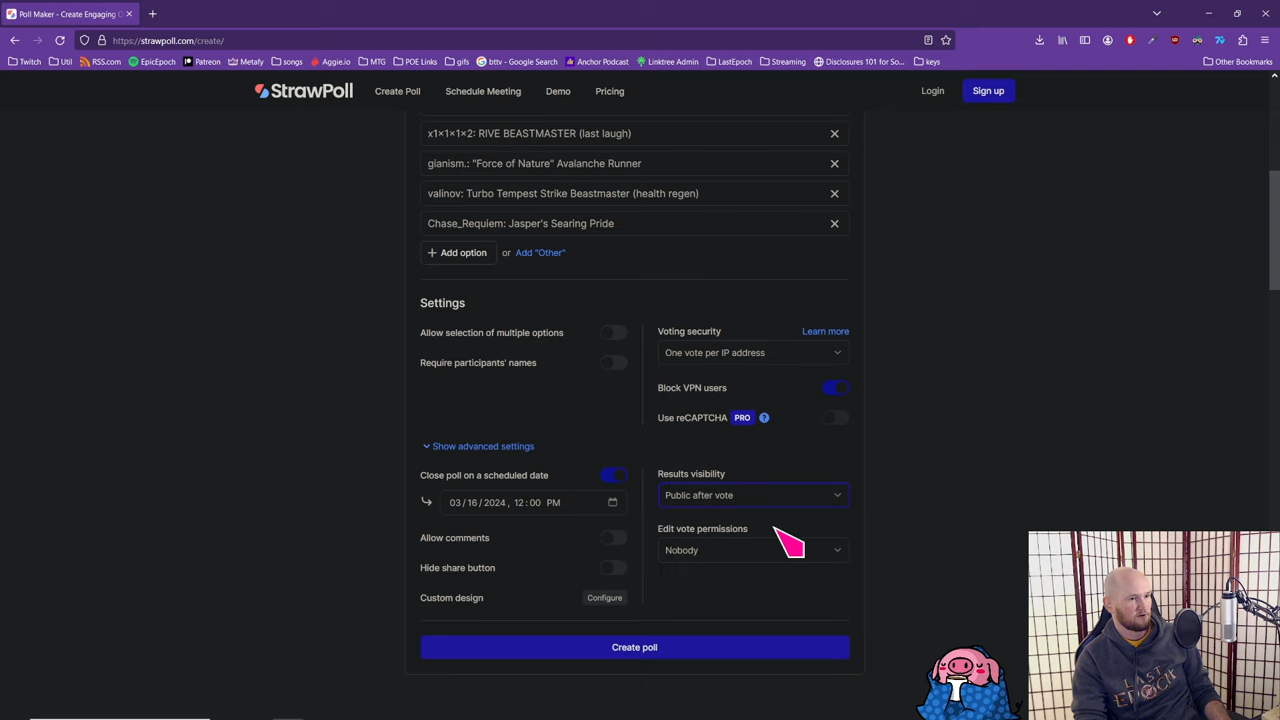 Poll Maker - Create Engaging
https://strawpoll.com/create/
Twitch Util RSS.com EpicEpoch Patreon Metafy songs Aggie.io MTG POE Links gifs bttv - Google Search Anchor Podcast Linktree Admin LastEpoch Streaming Disclosures 101 for So... keys Other Bookmarks
StrawPoll Create Poll Schedule Meeting Demo Pricing Login Sign up
x1×1×1×2: RIVE BEASTMASTER (last laugh)
gianism.: "Force of Nature" Avalanche Runner
valinov: Turbo Tempest Strike Beastmaster (health regen)
Chase_Requiem: Jasper's Searing Pride
Add option or Add "Other"
Settings
Allow selection of multiple options
Require participants' names
Voting security Learn more
One vote per IP address
Block VPN users
Use reCAPTCHA PRO ?
Show advanced settings
Close poll on a scheduled date
03/16/2024, 12:00 PM
Allow comments
Hide share button
Custom design Configure
Results visibility
Public after vote
Edit vote permissions
Nobody
Create poll
LAST EPOCH